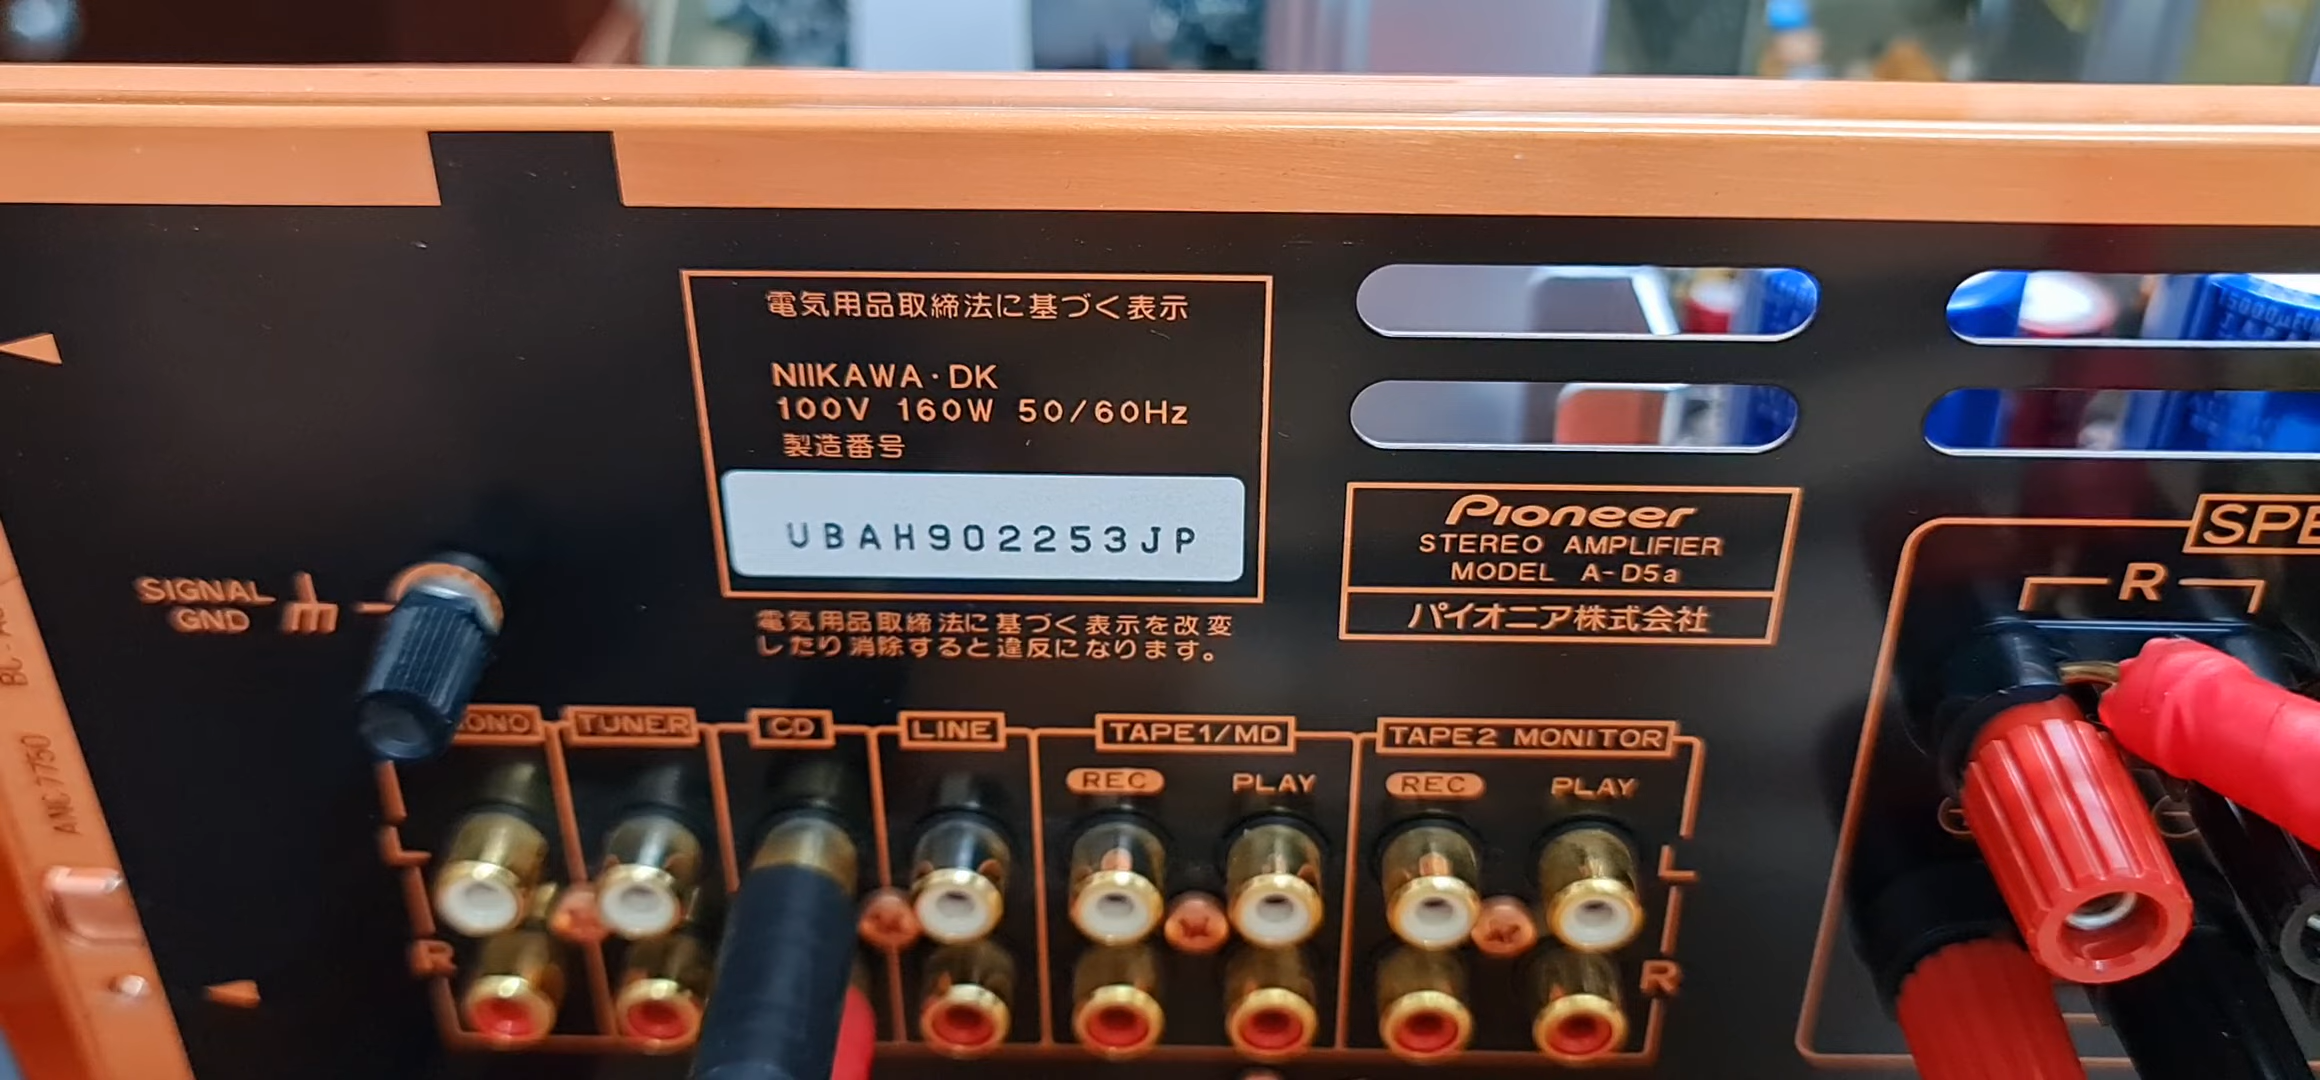 電気用品取締法に基づく表示
NIIKAWA・DK
100V 160W 50/60Hz
製造番号
UBAH902253JP
電気用品取締法に基づく表示を改変
したり消除すると違反になります。
Pioneer
STEREO AMPLIFIER
MODEL A-D5a
パイオニア株式会社
SIGNAL
GND
R
TUNER
CD
LINE
TAPE1/MD
TAPE2 MONITOR
REC
PLAY
REC
PLAY
L
R
L
R
ANC7750